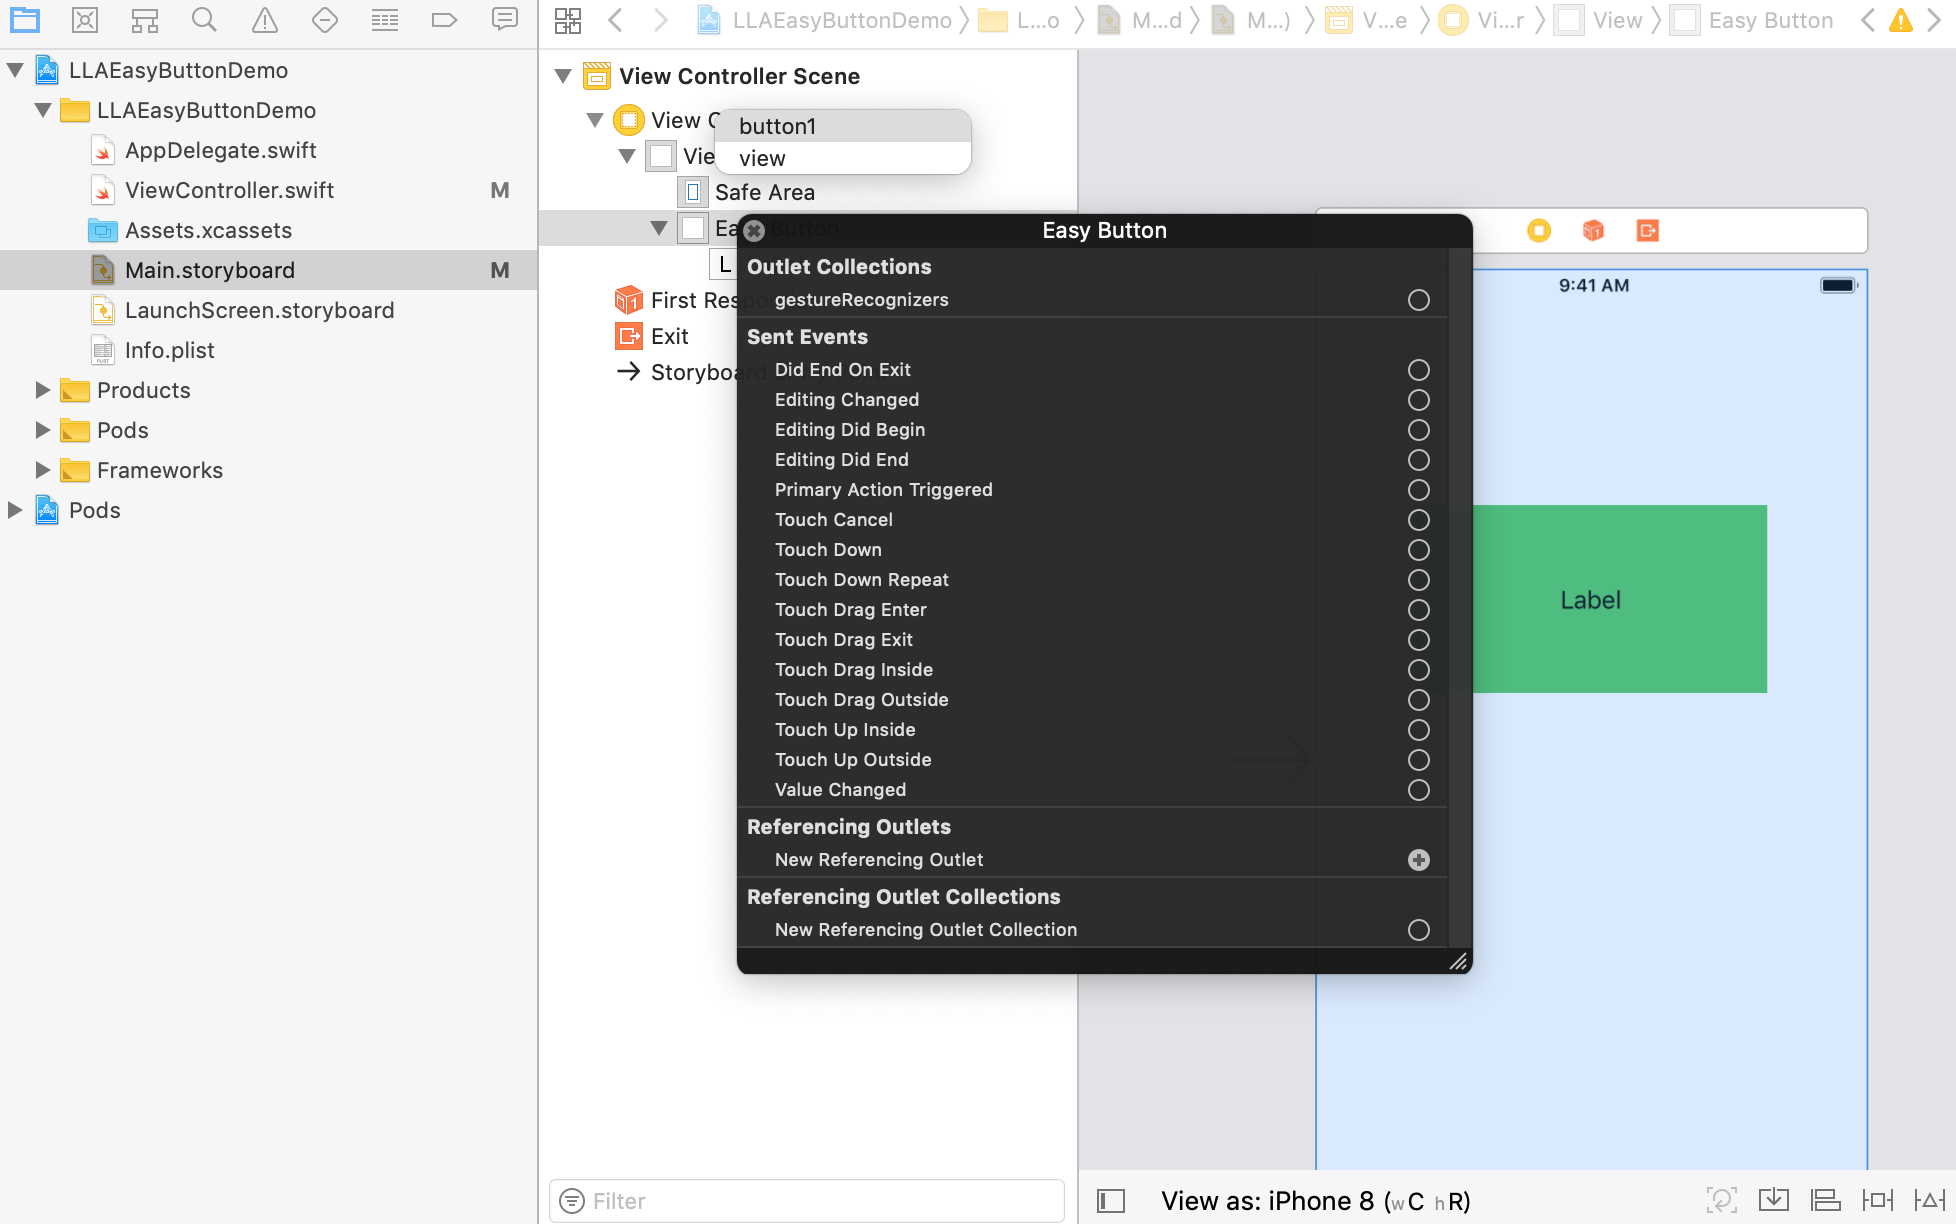 LLAEasyButtonDemo
LLAEasyButtonDemo
AppDelegate.swift
ViewController.swift M
Assets.xcassets
Main.storyboard M
LaunchScreen.storyboard
Info.plist
Products
Pods
Frameworks
Pods
LLAEasyButtonDemo L...o M...d M...) V...e Vi...r View Easy Button
View Controller Scene
View C
button1
Vie
view
Safe Area
Ea
L
First Res
Exit
Storyboa
Filter
Easy Button
Outlet Collections
gestureRecognizers
Sent Events
Did End On Exit
Editing Changed
Editing Did Begin
Editing Did End
Primary Action Triggered
Touch Cancel
Touch Down
Touch Down Repeat
Touch Drag Enter
Touch Drag Exit
Touch Drag Inside
Touch Drag Outside
Touch Up Inside
Touch Up Outside
Value Changed
Referencing Outlets
New Referencing Outlet
Referencing Outlet Collections
New Referencing Outlet Collection
9:41 AM
Label
View as: iPhone 8 (wC hR)